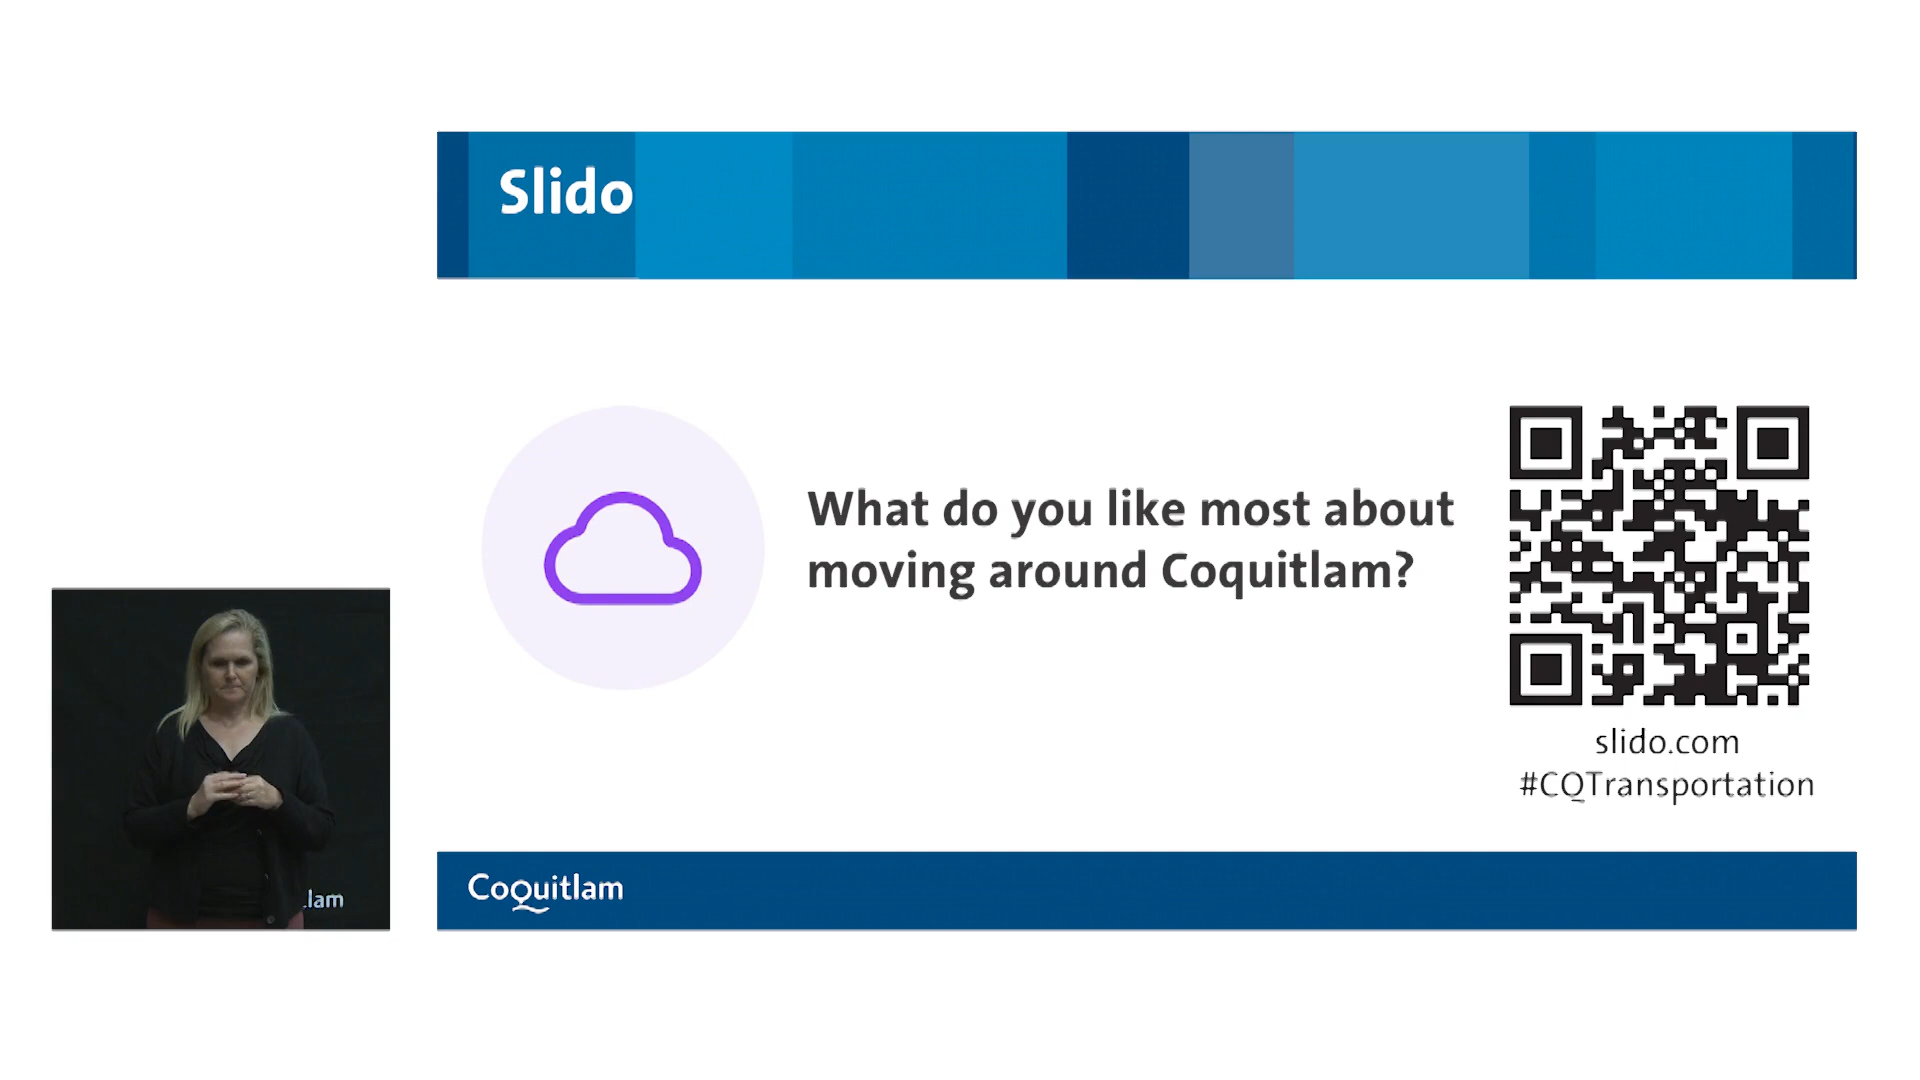 Slido
What do you like most about
moving around Coquitlam?
slido.com
#CQTransportation
Coquitlam
lam